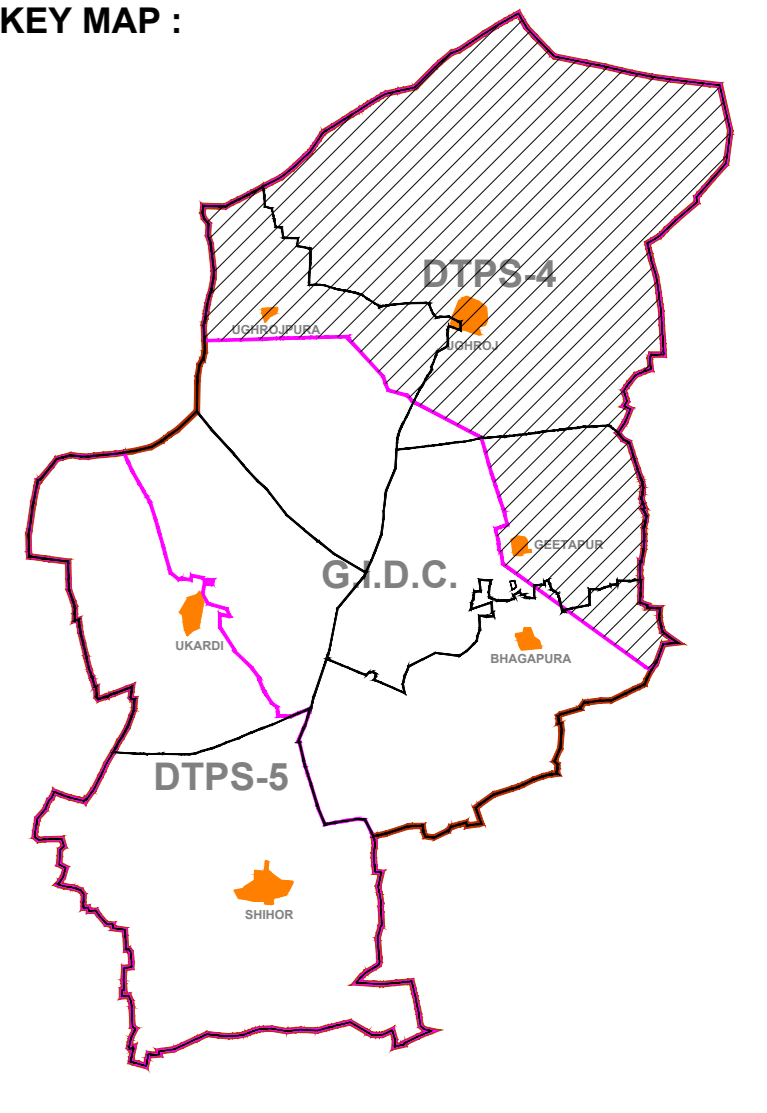 KEY MAP :
DTPS-4
UGHROJPURA
UGHROJ
GEETAPUR
G.I.D.C.
UKARDI
BHAGAPURA
DTPS-5
SHIHOR